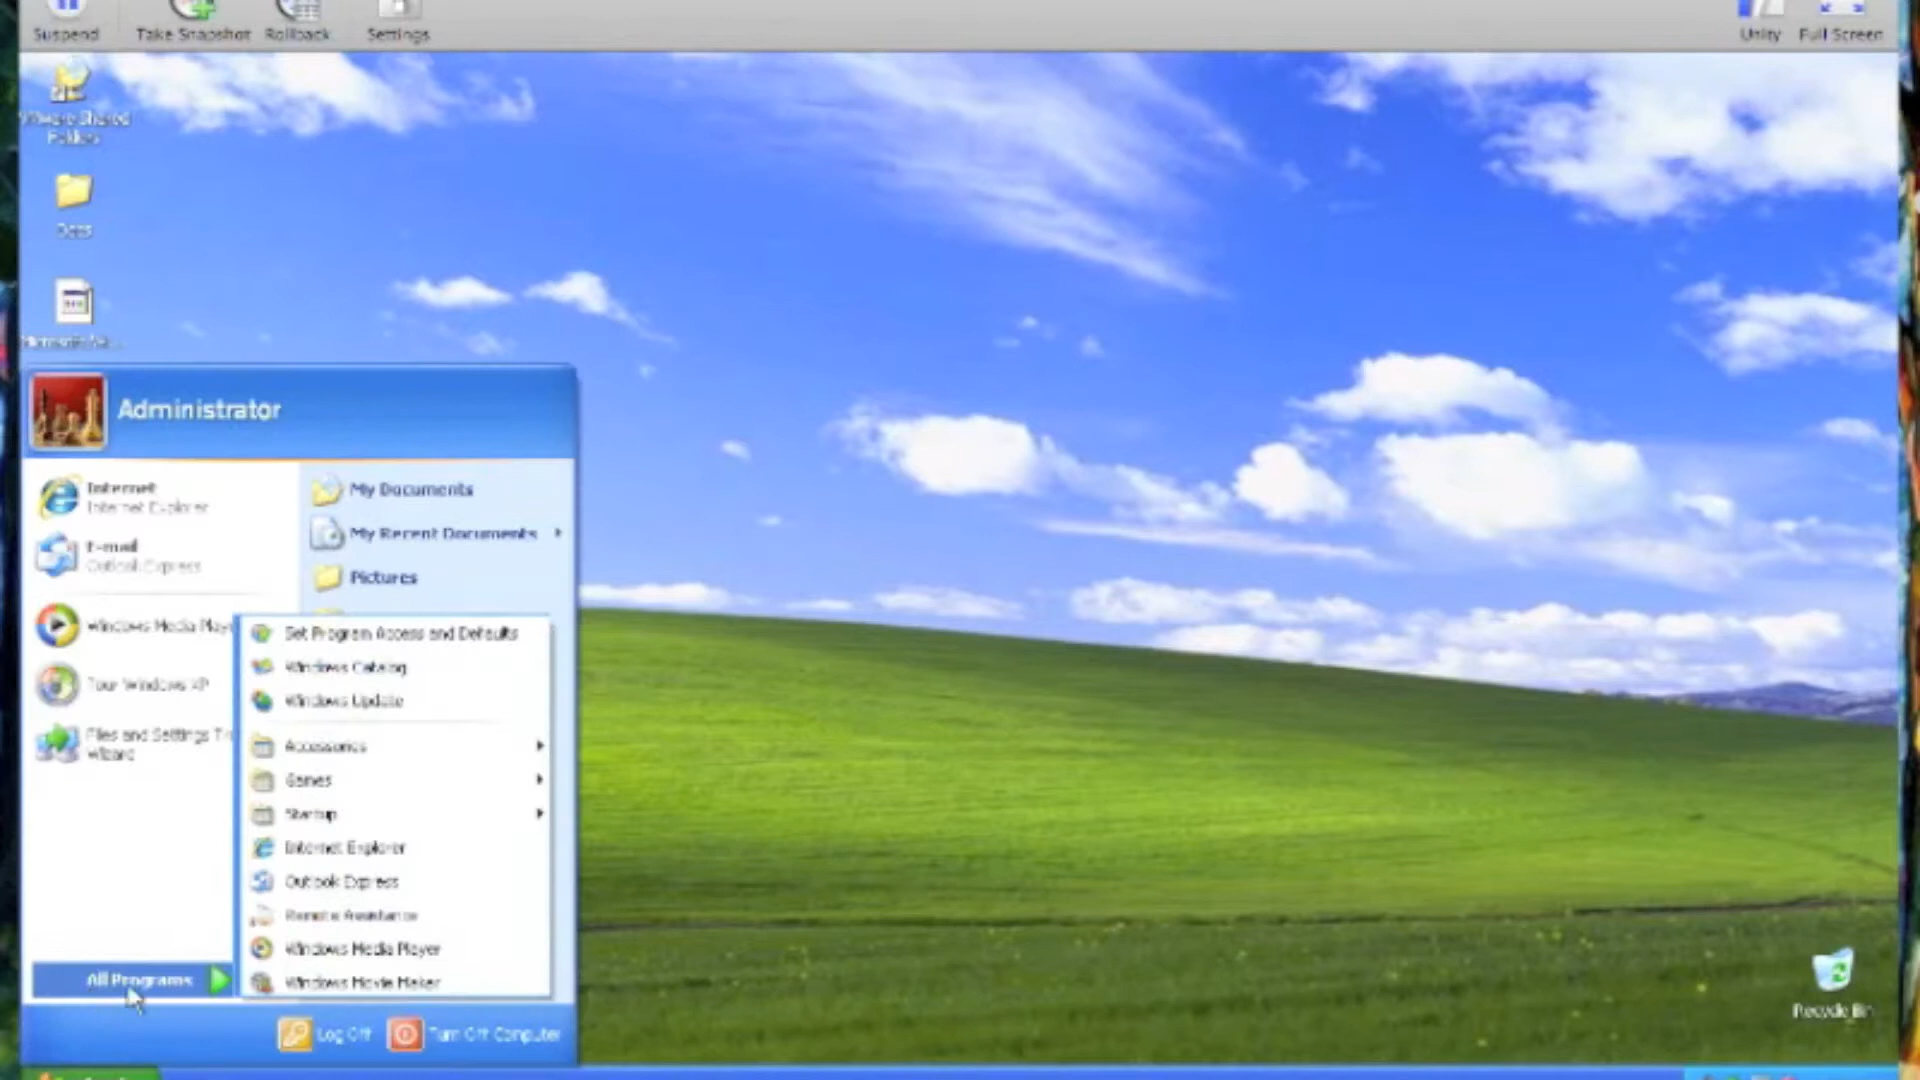 Suspend
Take Snapshot
Rollback
Settings
Unity
Full Screen
VMware Shared
Folders
Docs
Administrator
Internet
Internet Explorer
E-mail
Outlook Express
Windows Media Play
Tour Windows XP
Files and Settings Tr
Wizard
My Documents
My Recent Documents
Pictures
Set Program Access and Defaults
Windows Catalog
Windows Update
Accessories
Games
Startup
Internet Explorer
Outlook Express
Remote Assistance
Windows Media Player
Windows Movie Maker
All Programs
Log Off
Turn Off Computer
Recycle Bin